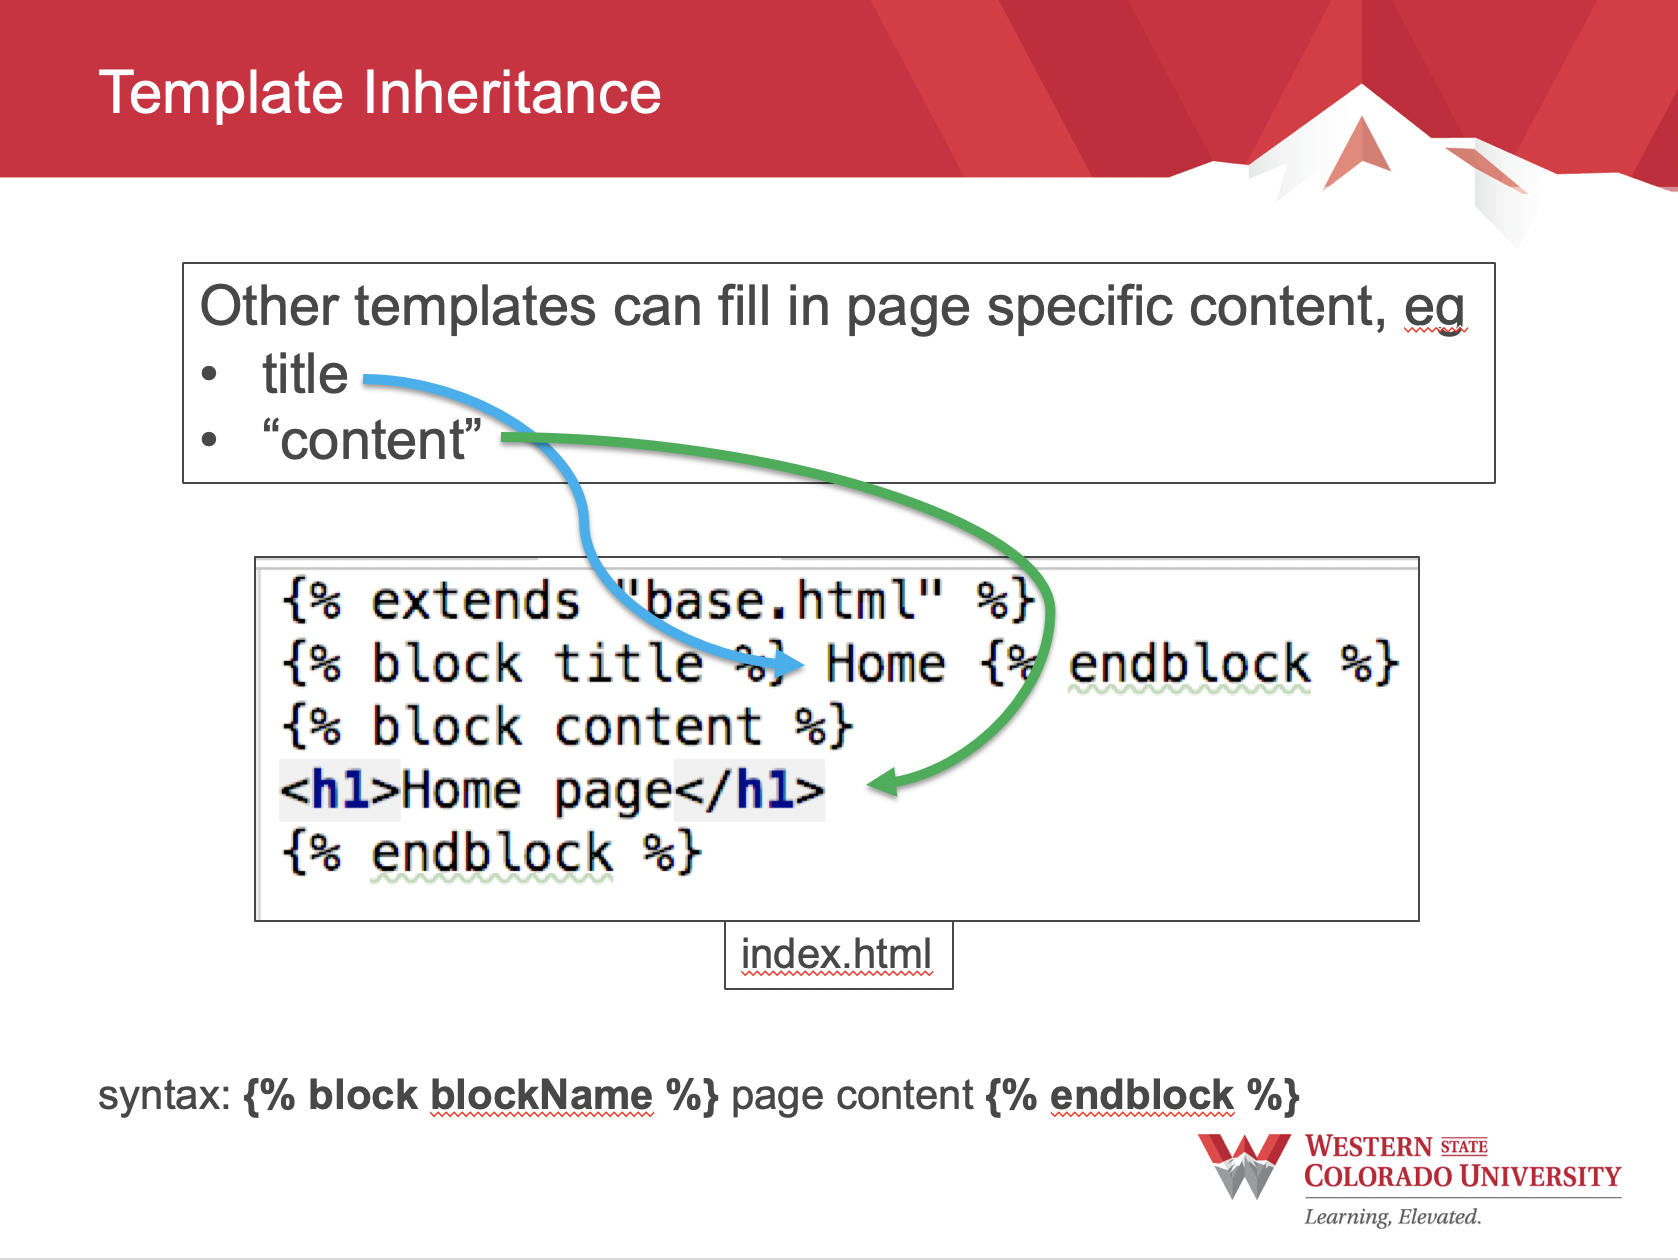 Template Inheritance
Other templates can fill in page specific content, eg
• title
• “content”
{% extends "base.html" %}
{% block title %} Home {% endblock %}
{% block content %}
<h1>Home page</h1>
{% endblock %}
index.html
syntax: {% block blockName %} page content {% endblock %}
WESTERN STATE
COLORADO UNIVERSITY
Learning, Elevated.